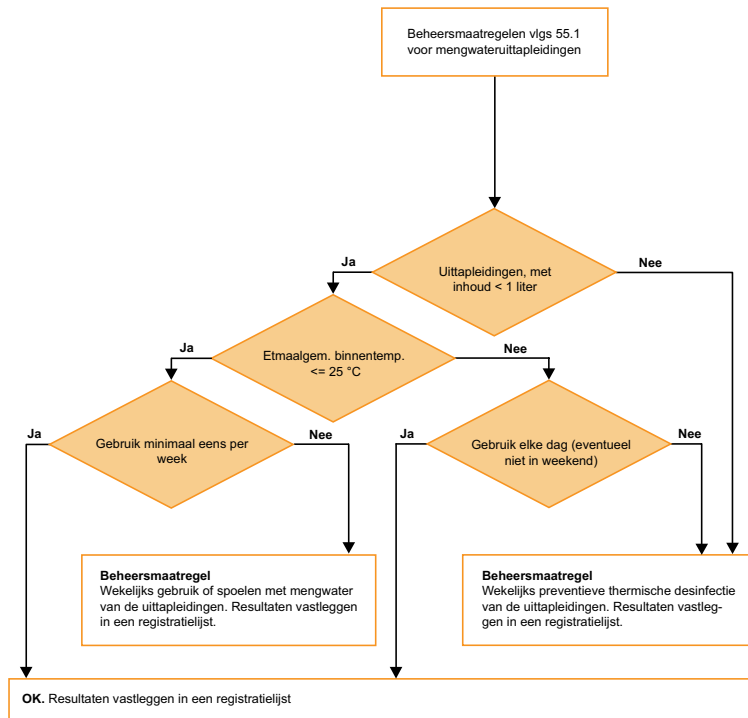 Beheersmaatregelen vlgs 55.1
voor mengwateruittapleidingen
Ja
Nee
Uittapleidingen, met
inhoud < 1 liter
Ja
Nee
Etmaalgem. binnentemp.
<= 25 °C
Ja
Nee
Gebruik minimaal eens per
week
Ja
Nee
Gebruik elke dag (eventueel
niet in weekend)
Beheersmaatregel
Wekelijks gebruik of spoelen met mengwater
van de uittapleidingen. Resultaten vastleggen
in een registratielijst.
Beheersmaatregel
Wekelijks preventieve thermische desinfectie
van de uittapleidingen. Resultaten vastleg-
gen in een registratielijst.
OK. Resultaten vastleggen in een registratielijst